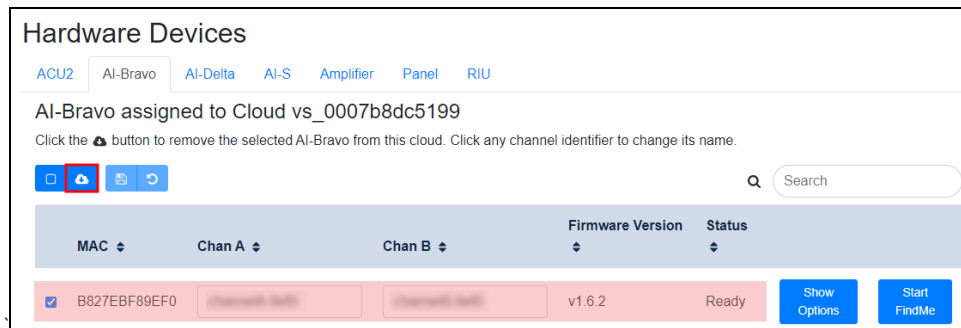 Hardware Devices
ACU2 AI-Bravo AI-Delta AI-S Amplifier Panel RIU
AI-Bravo assigned to Cloud vs_0007b8dc5199
Click the button to remove the selected AI-Bravo from this cloud. Click any channel identifier to change its name.
Search
MAC Chan A Chan B Firmware Version Status
B827EBF89EF0 v1.6.2 Ready Show Options Start FindMe